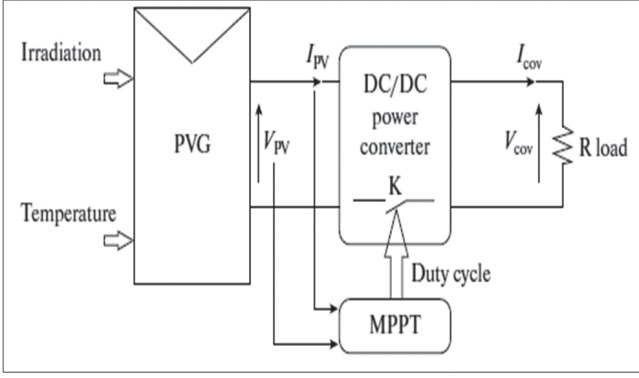 Irradiation
Temperature
PVG
I_PV
V_PV
DC/DC
power
converter
K
I_cov
V_cov
R load
Duty cycle
MPPT